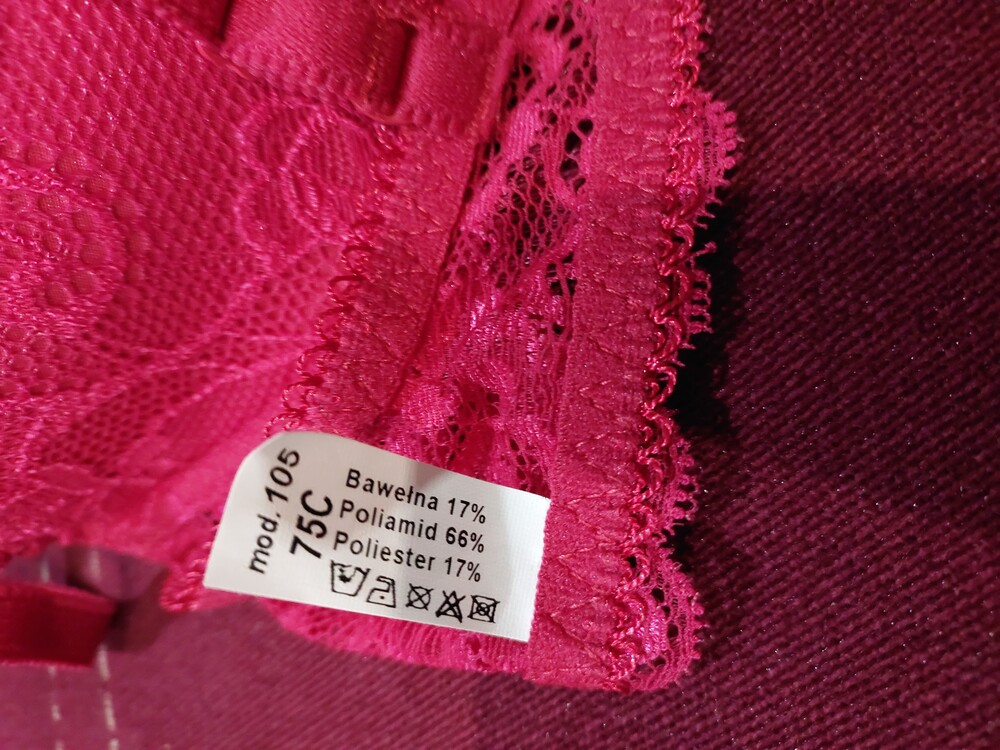 mod. 105
75C
Bawełna 17%
Poliamid 66%
Poliester 17%